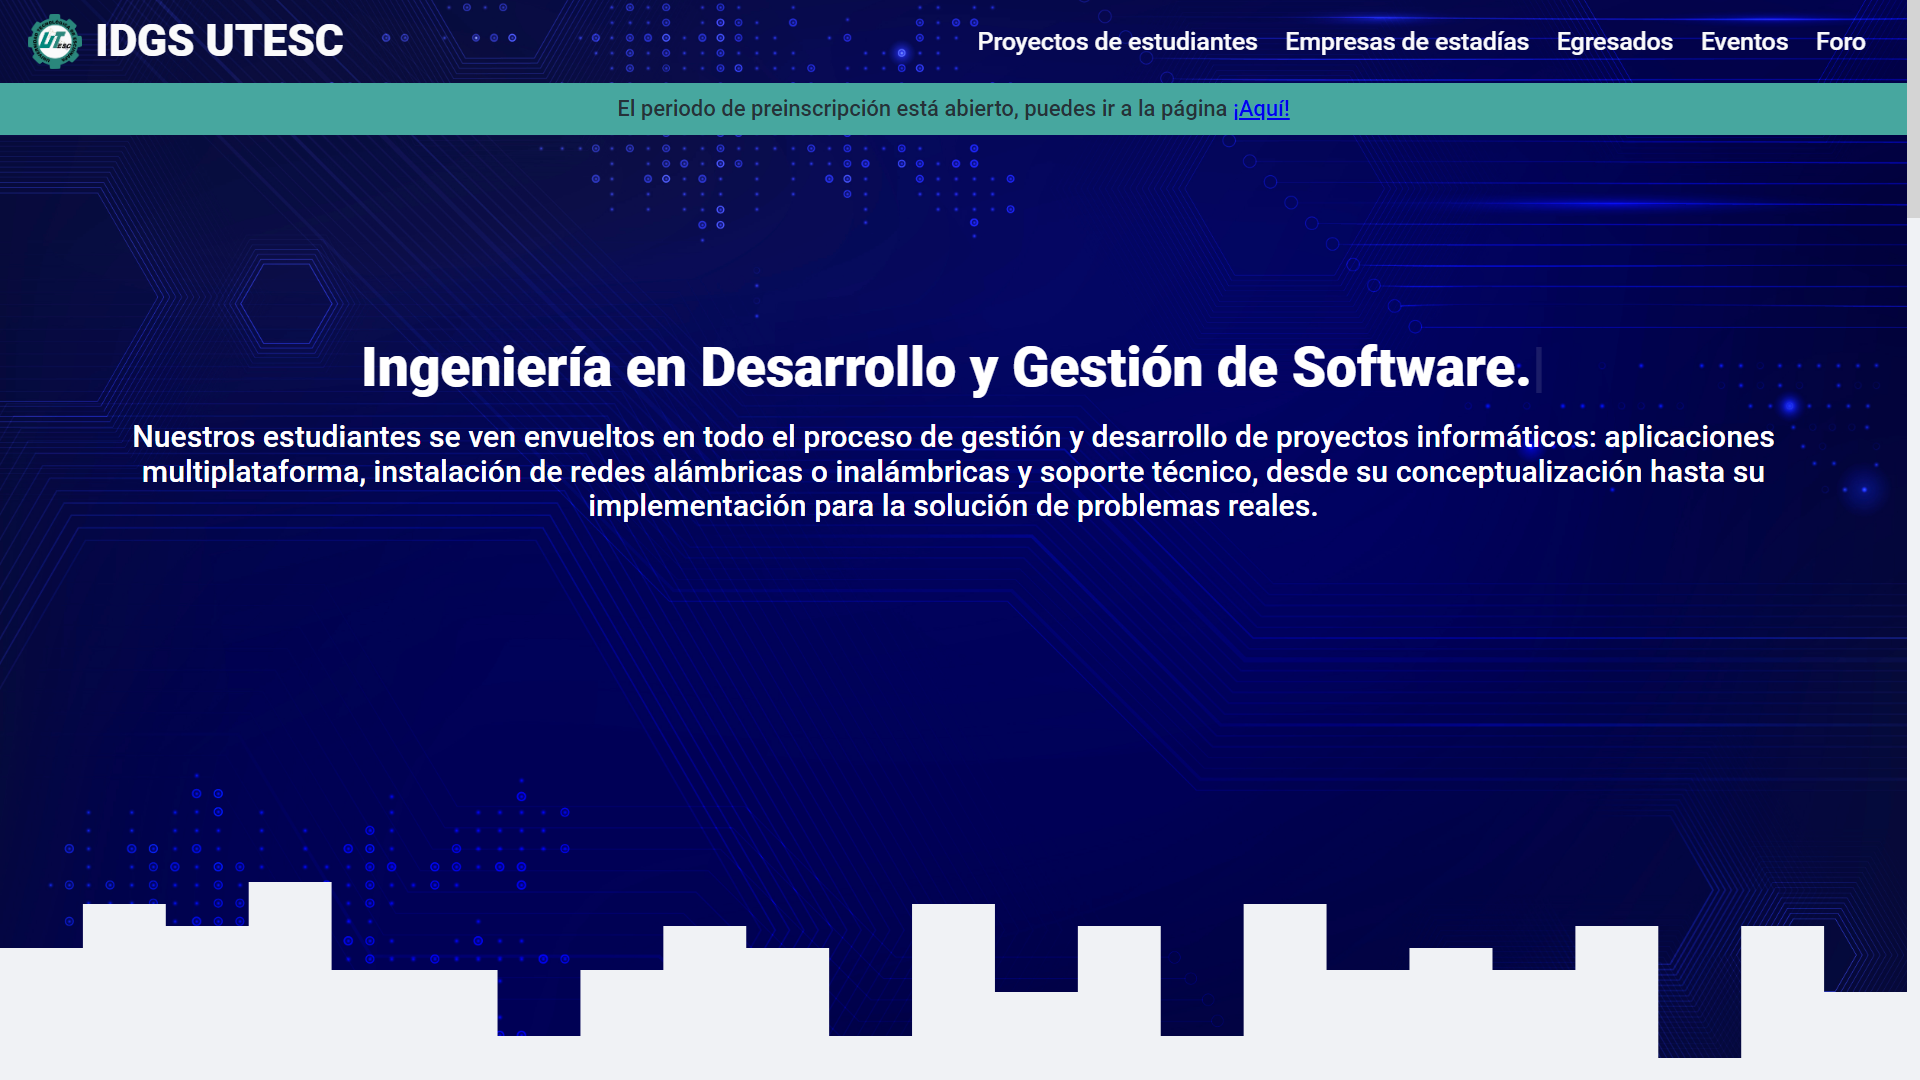 UTESC
IDGS UTESC
Proyectos de estudiantes
Empresas de estadías
Egresados
Eventos
Foro
El periodo de preinscripción está abierto, puedes ir a la página ¡Aquí!
Ingeniería en Desarrollo y Gestión de Software.
Nuestros estudiantes se ven envueltos en todo el proceso de gestión y desarrollo de proyectos informáticos: aplicaciones
multiplataforma, instalación de redes alámbricas o inalámbricas y soporte técnico, desde su conceptualización hasta su
implementación para la solución de problemas reales.